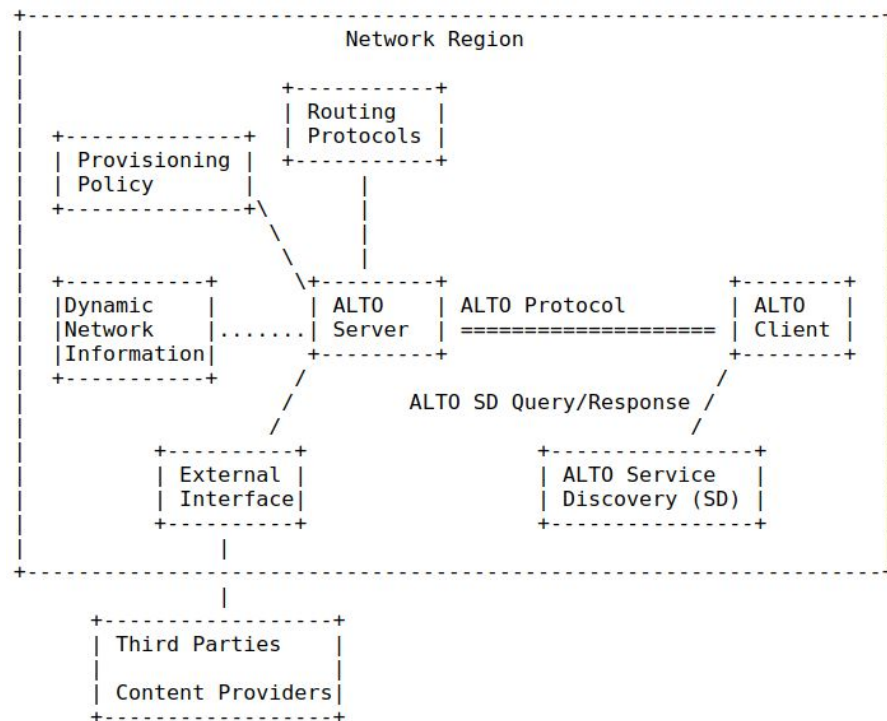 Network Region
Routing
Protocols
Provisioning
Policy
Dynamic
Network
Information
ALTO
Server
ALTO Protocol
====================
ALTO
Client
ALTO SD Query/Response
External
Interface
ALTO Service
Discovery (SD)
Third Parties
Content Providers